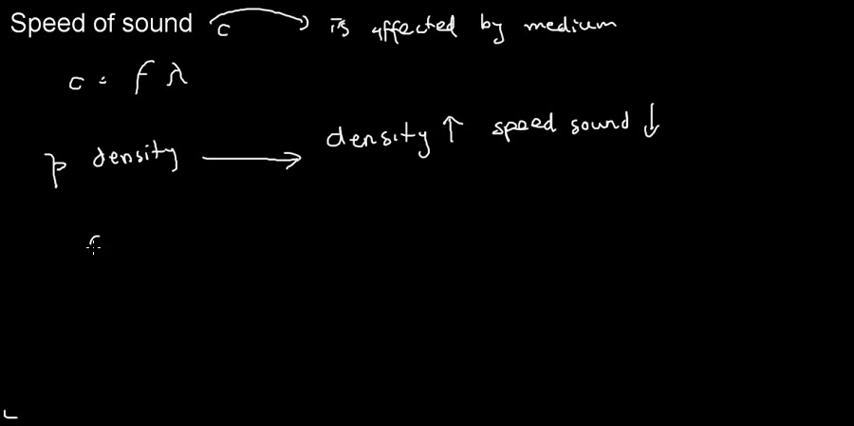 Speed of sound c → is affected by medium
c = f λ
ρ density → density ↑ speed sound ↓